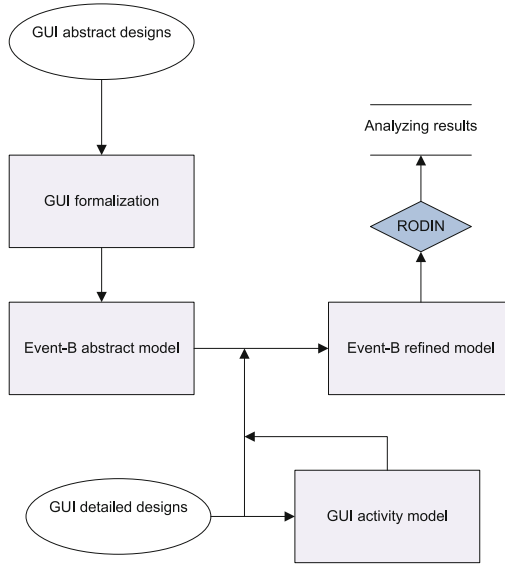 GUI abstract designs
Analyzing results
GUI formalization
RODIN
Event-B abstract model
Event-B refined model
GUI detailed designs
GUI activity model